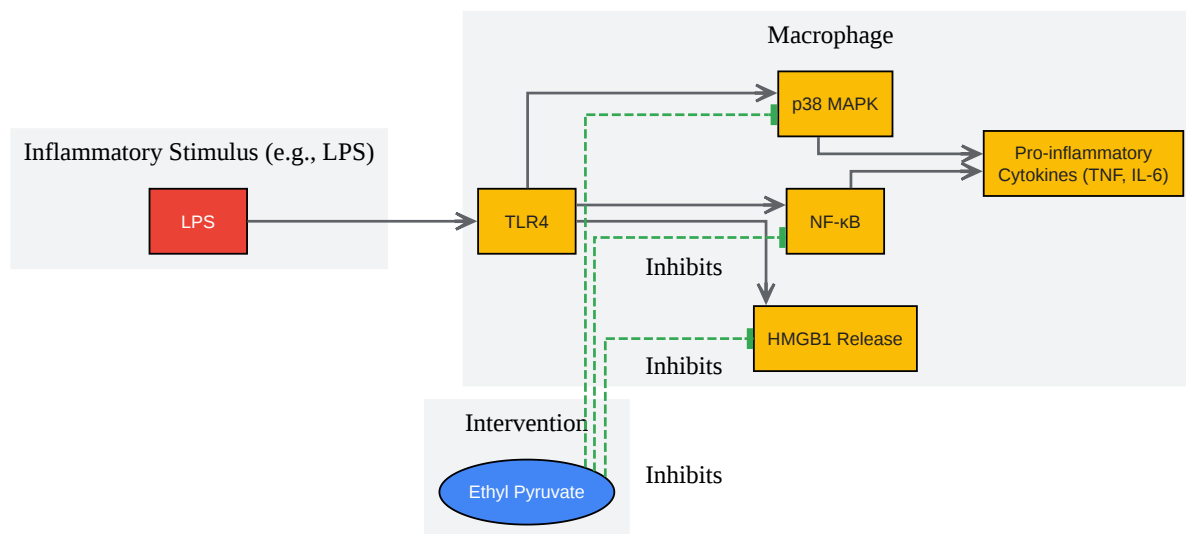 Macrophage
p38 MAPK
Inflammatory Stimulus (e.g., LPS)
Pro-inflammatory
Cytokines (TNF, IL-6)
LPS
TLR4
NF-κB
Inhibits
HMGB1 Release
Inhibits
Intervention
Inhibits
Ethyl Pyruvate